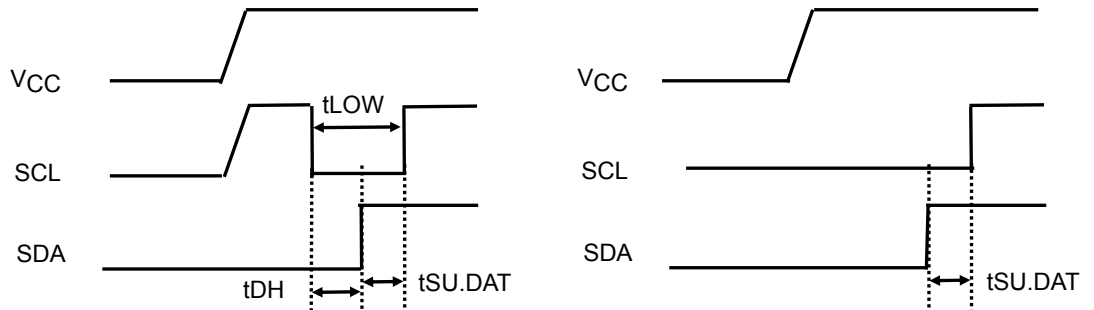 VCC
tLOW
SCL
SDA
tDH
tSU.DAT
VCC
SCL
SDA
tSU.DAT